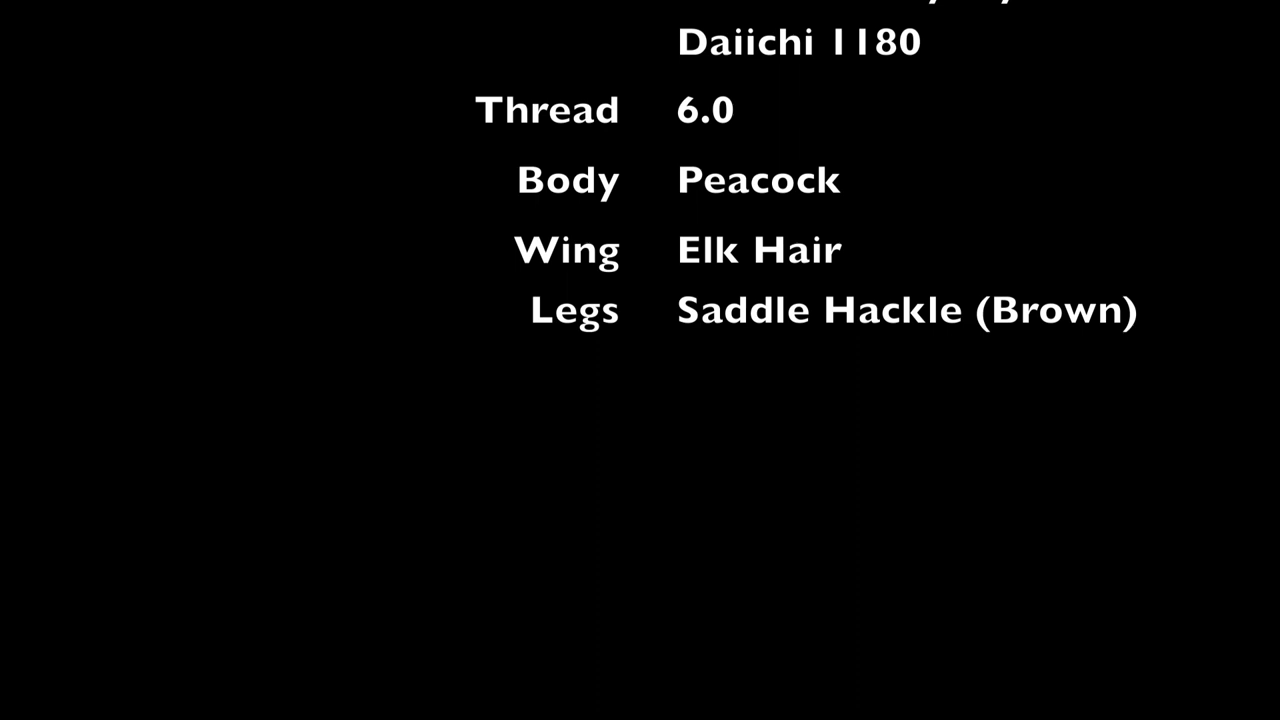 Daiichi 1180
Thread 6.0
Body Peacock
Wing Elk Hair
Legs Saddle Hackle (Brown)